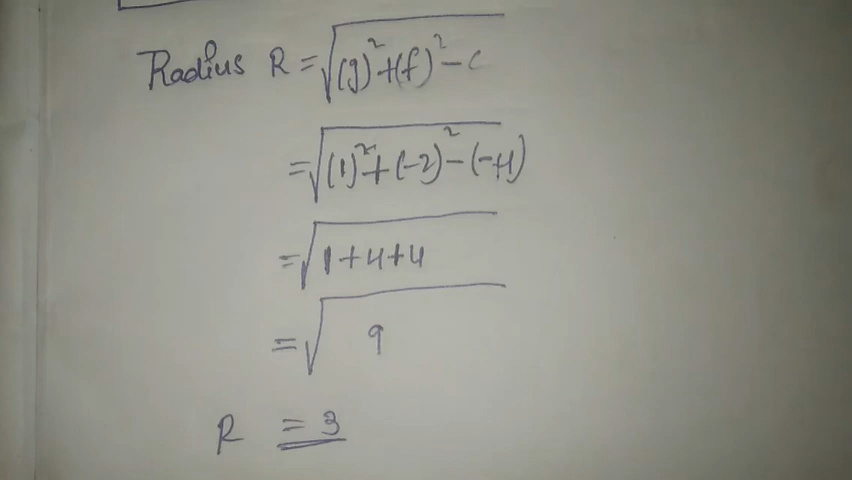 Radius R = √(g)² + (f)² - c
= √(1)² + (-2)² - (-4)
= √1 + 4 + 4
= √9
R = 3